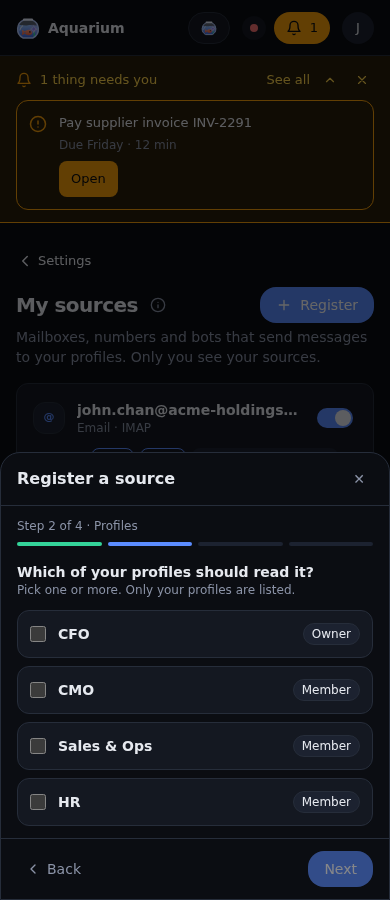 Aquarium
1
J
1 thing needs you
See all
Pay supplier invoice INV-2291
Due Friday · 12 min
Open
Settings
My sources
Register
Mailboxes, numbers and bots that send messages
to your profiles. Only you see your sources.
@
john.chan@acme-holdings…
Email · IMAP
Register a source
Step 2 of 4 · Profiles
Which of your profiles should read it?
Pick one or more. Only your profiles are listed.
CFO
Owner
CMO
Member
Sales & Ops
Member
HR
Member
Back
Next